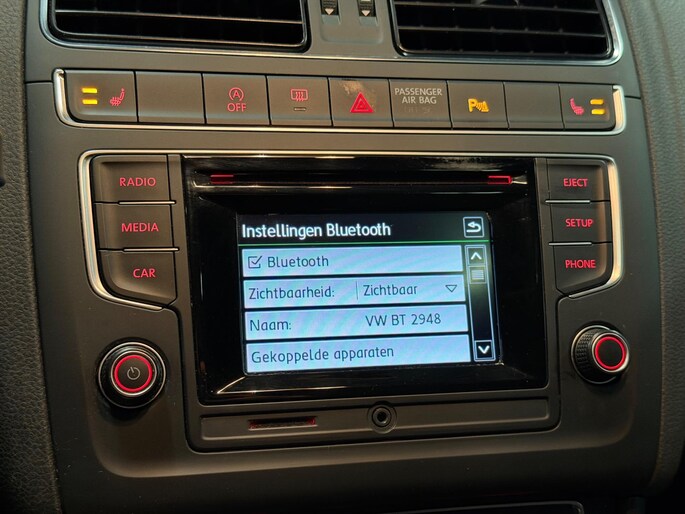 OFF
PASSENGER
AIR BAG
RADIO
MEDIA
CAR
EJECT
SETUP
PHONE
Instellingen Bluetooth
Bluetooth
Zichtbaarheid: Zichtbaar
Naam: VW BT 2948
Gekoppelde apparaten